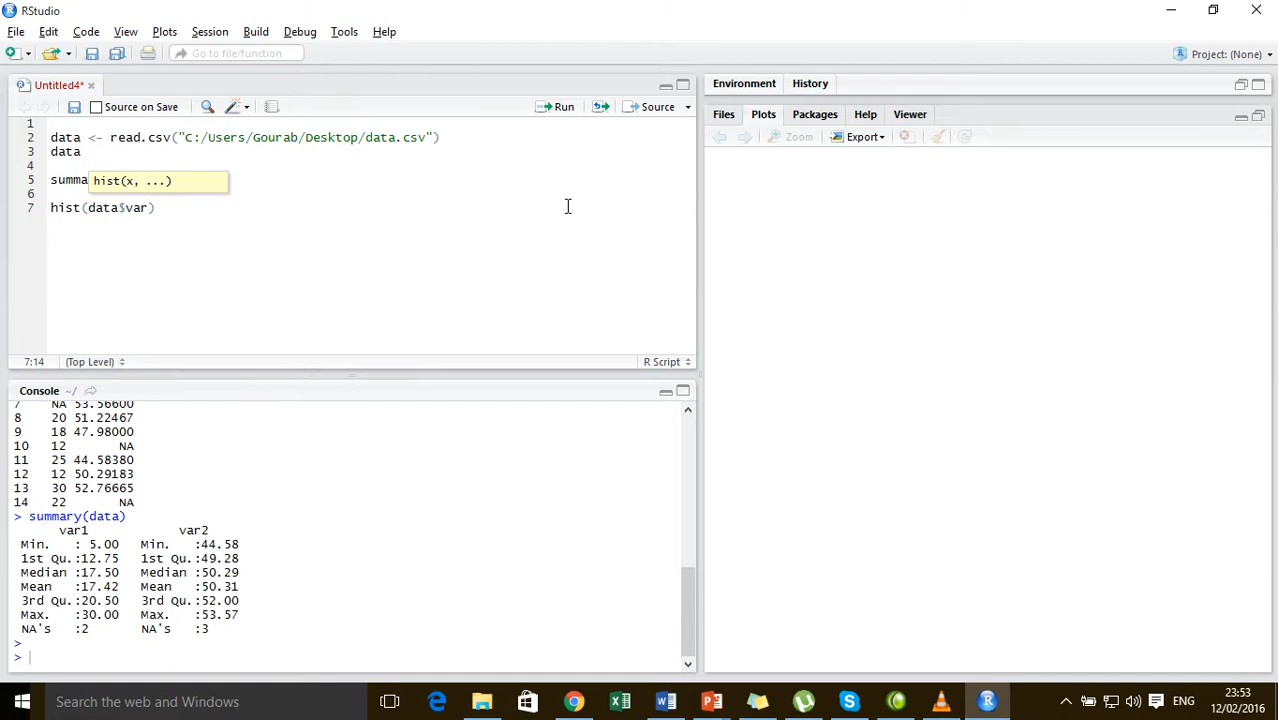 RStudio
File Edit Code View Plots Session Build Debug Tools Help
Go to file/function Project: (None)
Untitled4*
Source on Save Run Source
1
2 data <- read.csv("C:/Users/Gourab/Desktop/data.csv")
3 data
4
5 summa hist(x, ...)
6
7 hist(data$var)
7:14 (Top Level) R Script
Console ~/
7 NA 53.56600
8 20 51.22467
9 18 47.98000
10 12 NA
11 25 44.58380
12 12 50.29183
13 30 52.76665
14 22 NA
> summary(data)
var1 var2
Min. : 5.00 Min. :44.58
1st Qu.:12.75 1st Qu.:49.28
Median :17.50 Median :50.29
Mean :17.42 Mean :50.31
3rd Qu.:20.50 3rd Qu.:52.00
Max. :30.00 Max. :53.57
NA's :2 NA's :3
>
>
Environment History
Files Plots Packages Help Viewer
Zoom Export
Search the web and Windows
ENG
23:53
12/02/2016